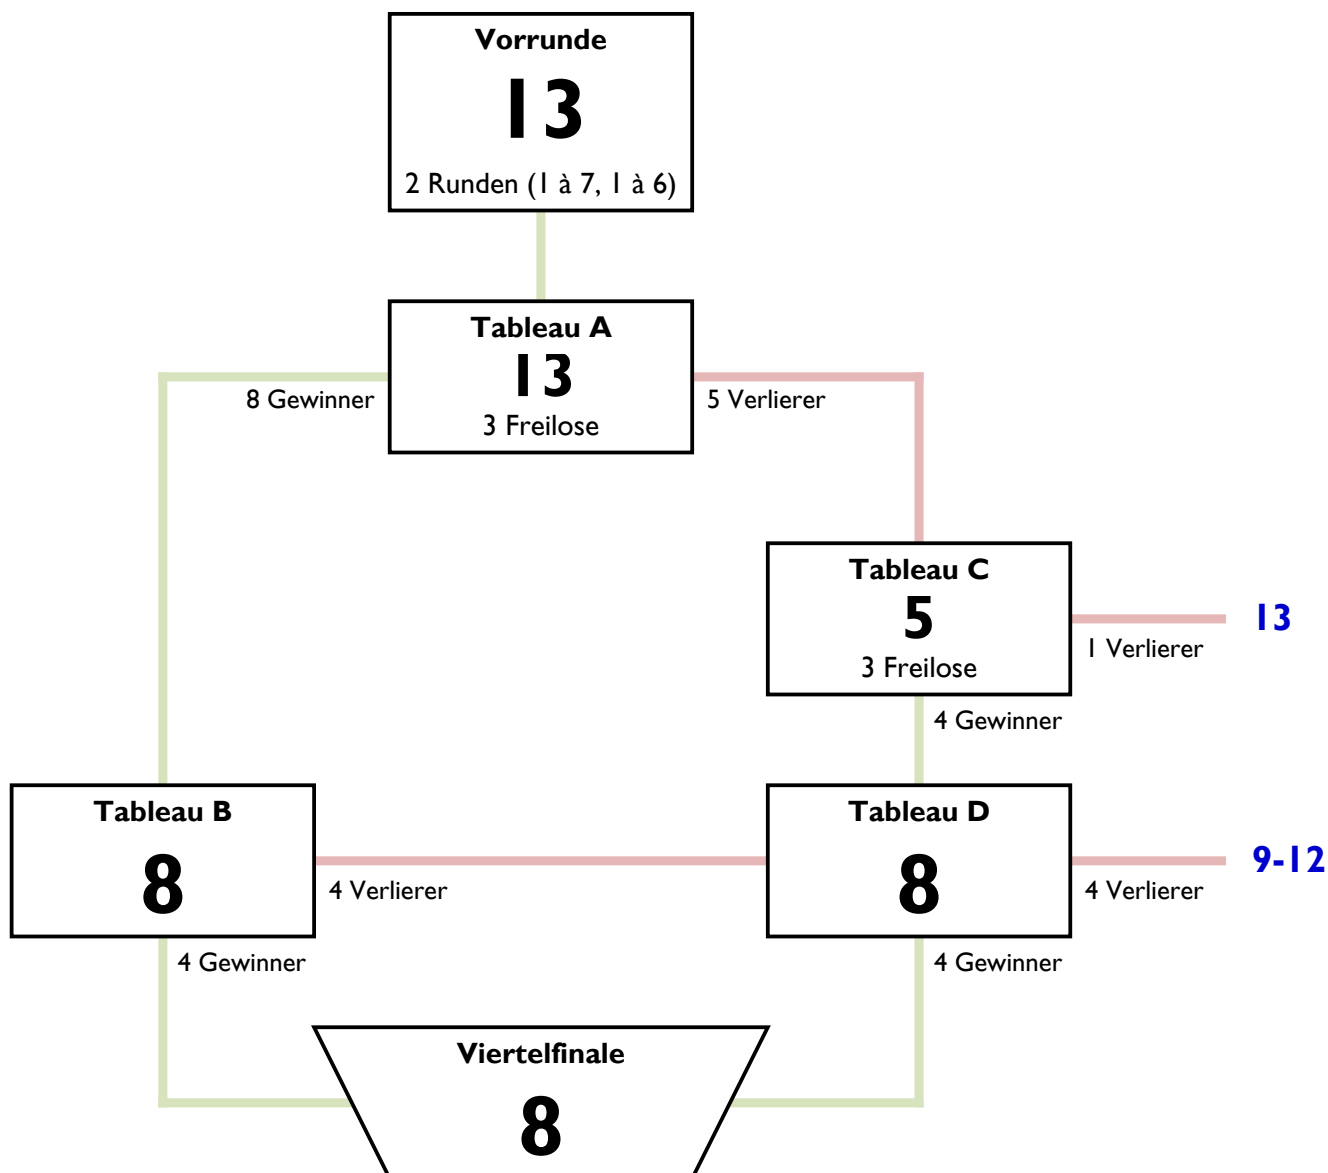 Vorrunde
13
2 Runden (1 à 7, 1 à 6)
Tableau A
13
3 Freilose
8 Gewinner
5 Verlierer
Tableau C
5
3 Freilose
1 Verlierer
13
4 Gewinner
Tableau B
8
4 Verlierer
4 Gewinner
Tableau D
8
4 Verlierer
9-12
4 Gewinner
Viertelfinale
8